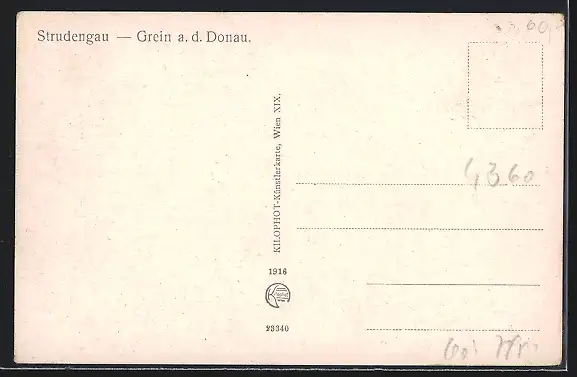 Strudengau — Grein a. d. Donau.
KILOPHOT-Künstlerkarte, Wien XIX.
4360
1916
23340